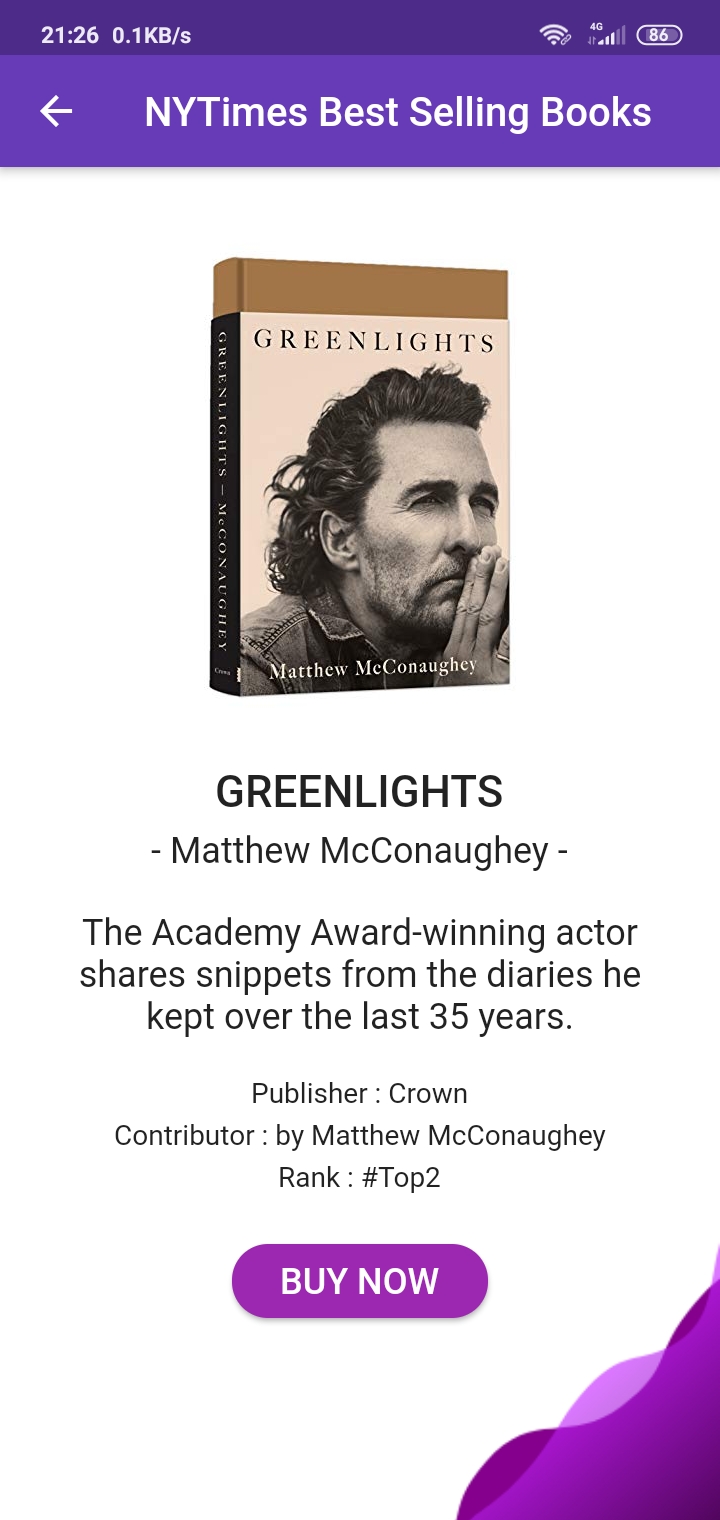 21:26 0.1KB/s 4G 86
NYTimes Best Selling Books
GREENLIGHTS
GREENLIGHTS — McCONAUGHEY
Crown
Matthew McConaughey
GREENLIGHTS
- Matthew McConaughey -
The Academy Award-winning actor
shares snippets from the diaries he
kept over the last 35 years.
Publisher : Crown
Contributor : by Matthew McConaughey
Rank : #Top2
BUY NOW